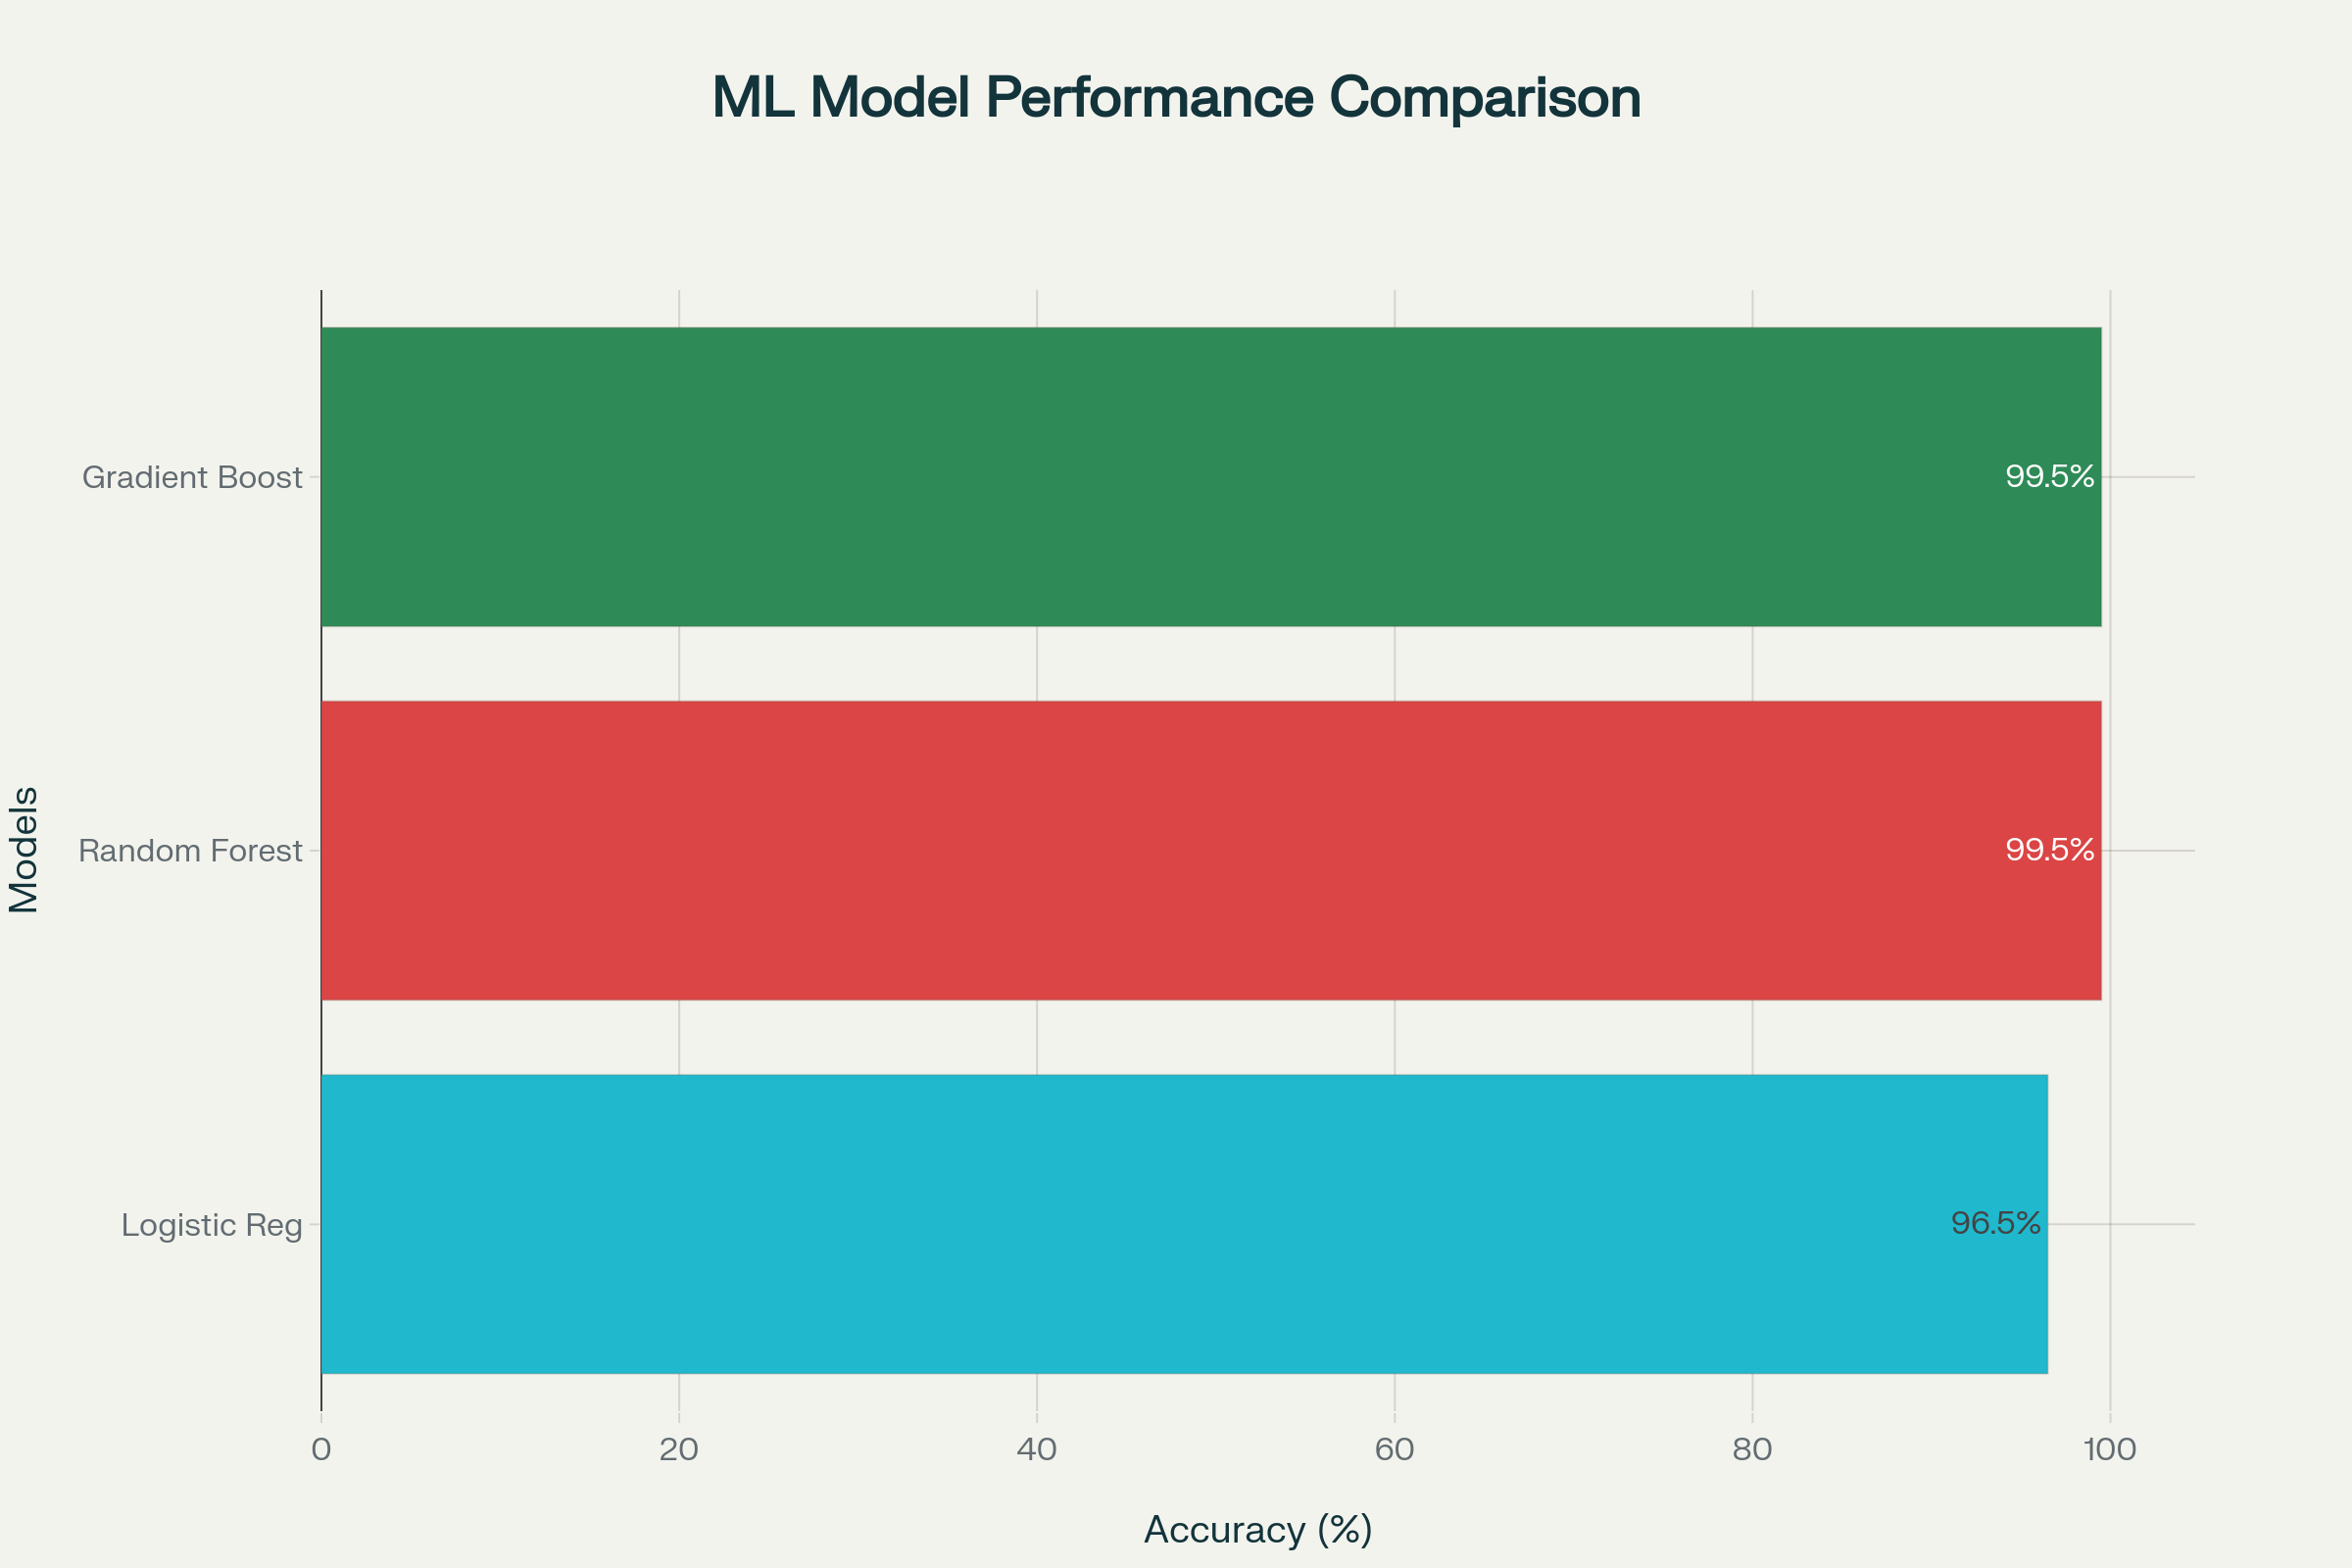 ML Model Performance Comparison
Gradient Boost
99.5%
Random Forest
99.5%
Models
Logistic Reg
96.5%
0
20
40
60
80
100
Accuracy (%)